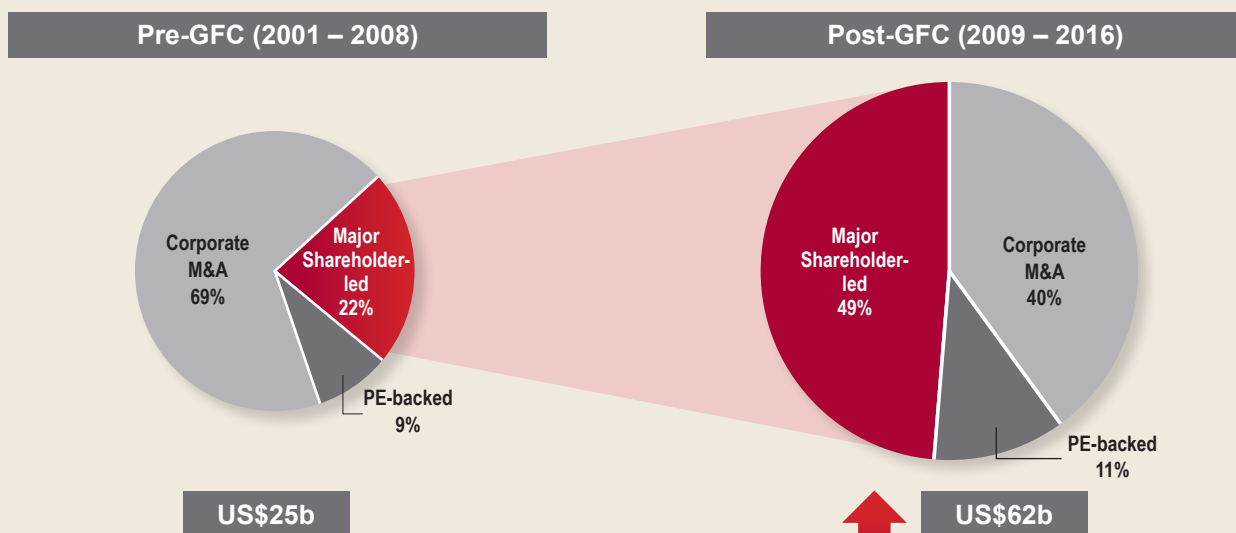 Pre-GFC (2001 – 2008)
Post-GFC (2009 – 2016)
Corporate
M&A
69%
Major
Shareholder-
led
22%
PE-backed
9%
Major
Shareholder-
led
49%
Corporate
M&A
40%
PE-backed
11%
US$25b
US$62b